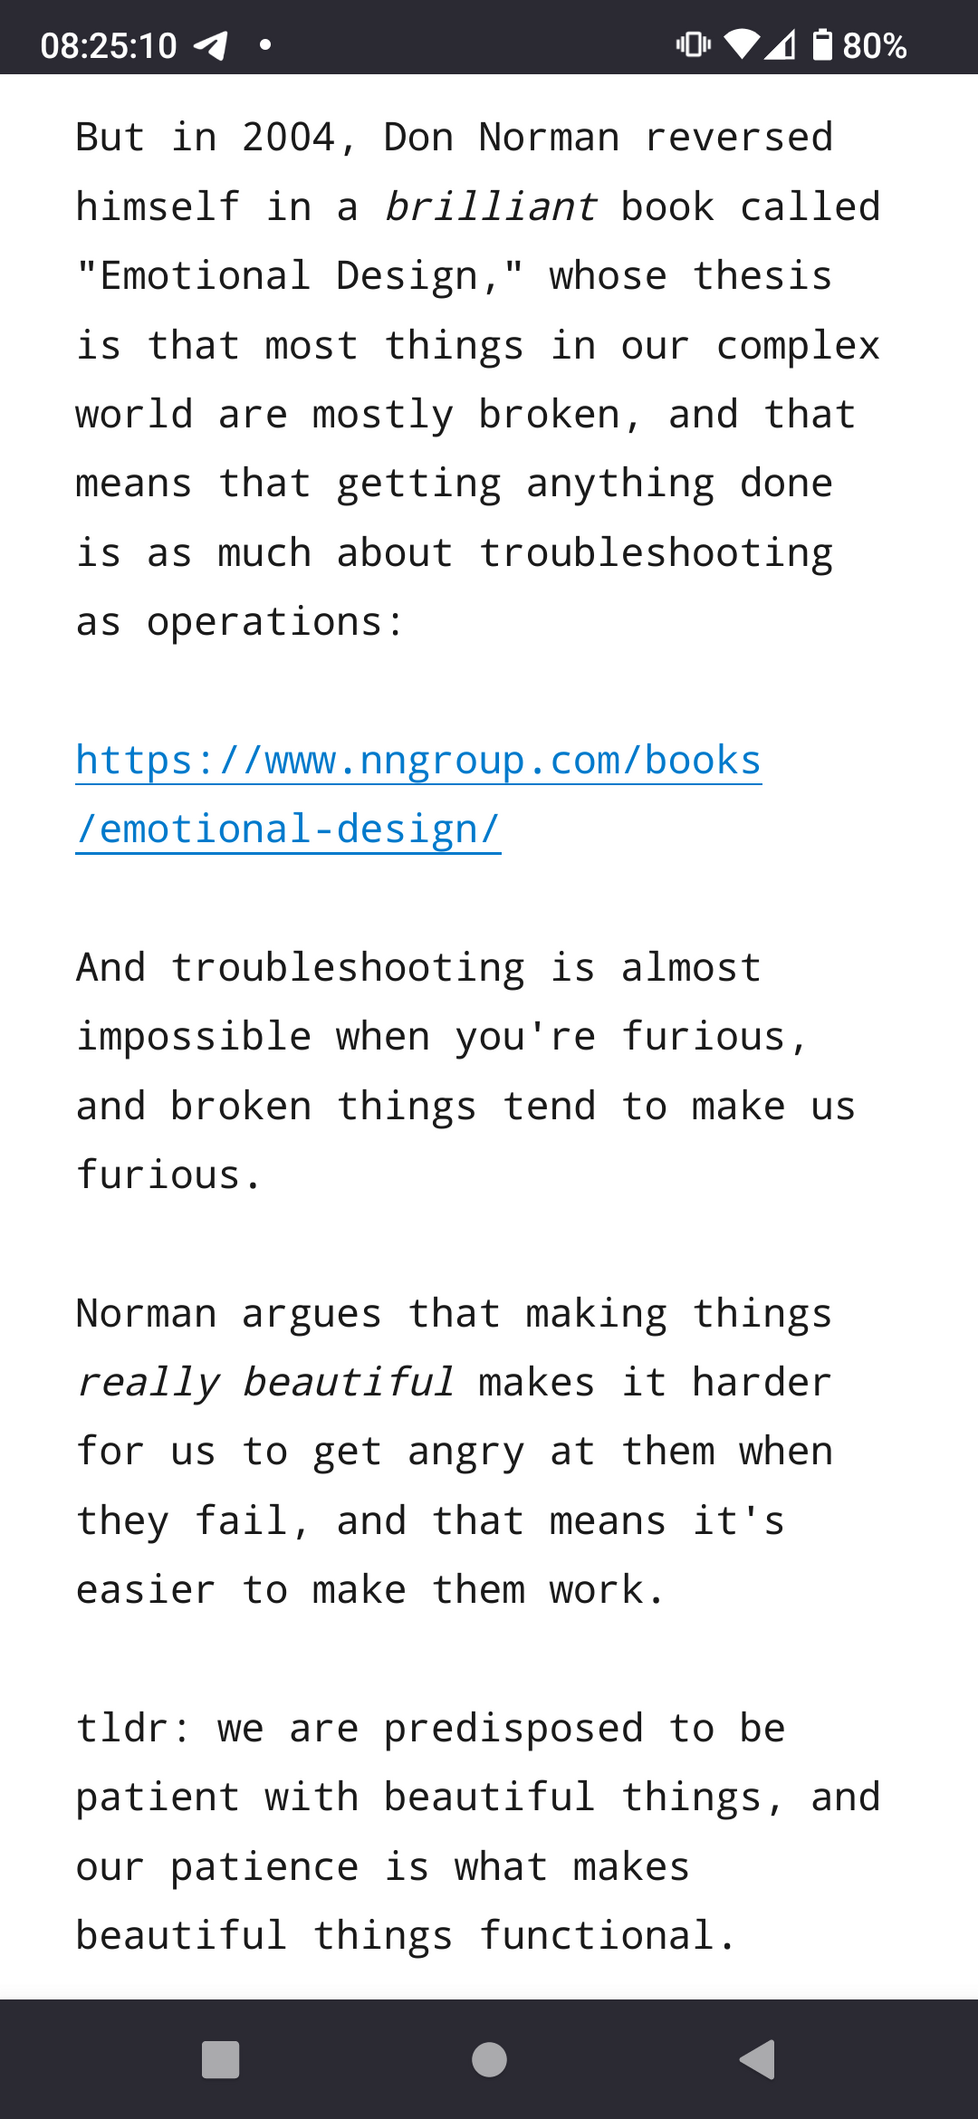 08:25:10
80%
But in 2004, Don Norman reversed
himself in a brilliant book called
"Emotional Design," whose thesis
is that most things in our complex
world are mostly broken, and that
means that getting anything done
is as much about troubleshooting
as operations:
https://www.nngroup.com/books
/emotional-design/
And troubleshooting is almost
impossible when you're furious,
and broken things tend to make us
furious.
Norman argues that making things
really beautiful makes it harder
for us to get angry at them when
they fail, and that means it's
easier to make them work.
tldr: we are predisposed to be
patient with beautiful things, and
our patience is what makes
beautiful things functional.